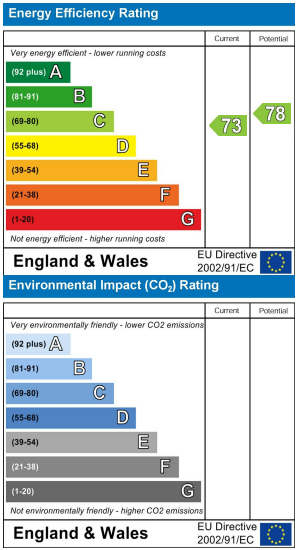 Energy Efficiency Rating
Current Potential
Very energy efficient - lower running costs
(92 plus) A
(81-91) B
(69-80) C
73 78
(55-68) D
(39-54) E
(21-38) F
(1-20) G
Not energy efficient - higher running costs
England & Wales
EU Directive
2002/91/EC
Environmental Impact (CO₂) Rating
Current Potential
Very environmentally friendly - lower CO2 emissions
(92 plus) A
(81-91) B
(69-80) C
(55-68) D
(39-54) E
(21-38) F
(1-20) G
Not environmentally friendly - higher CO2 emissions
England & Wales
EU Directive
2002/91/EC